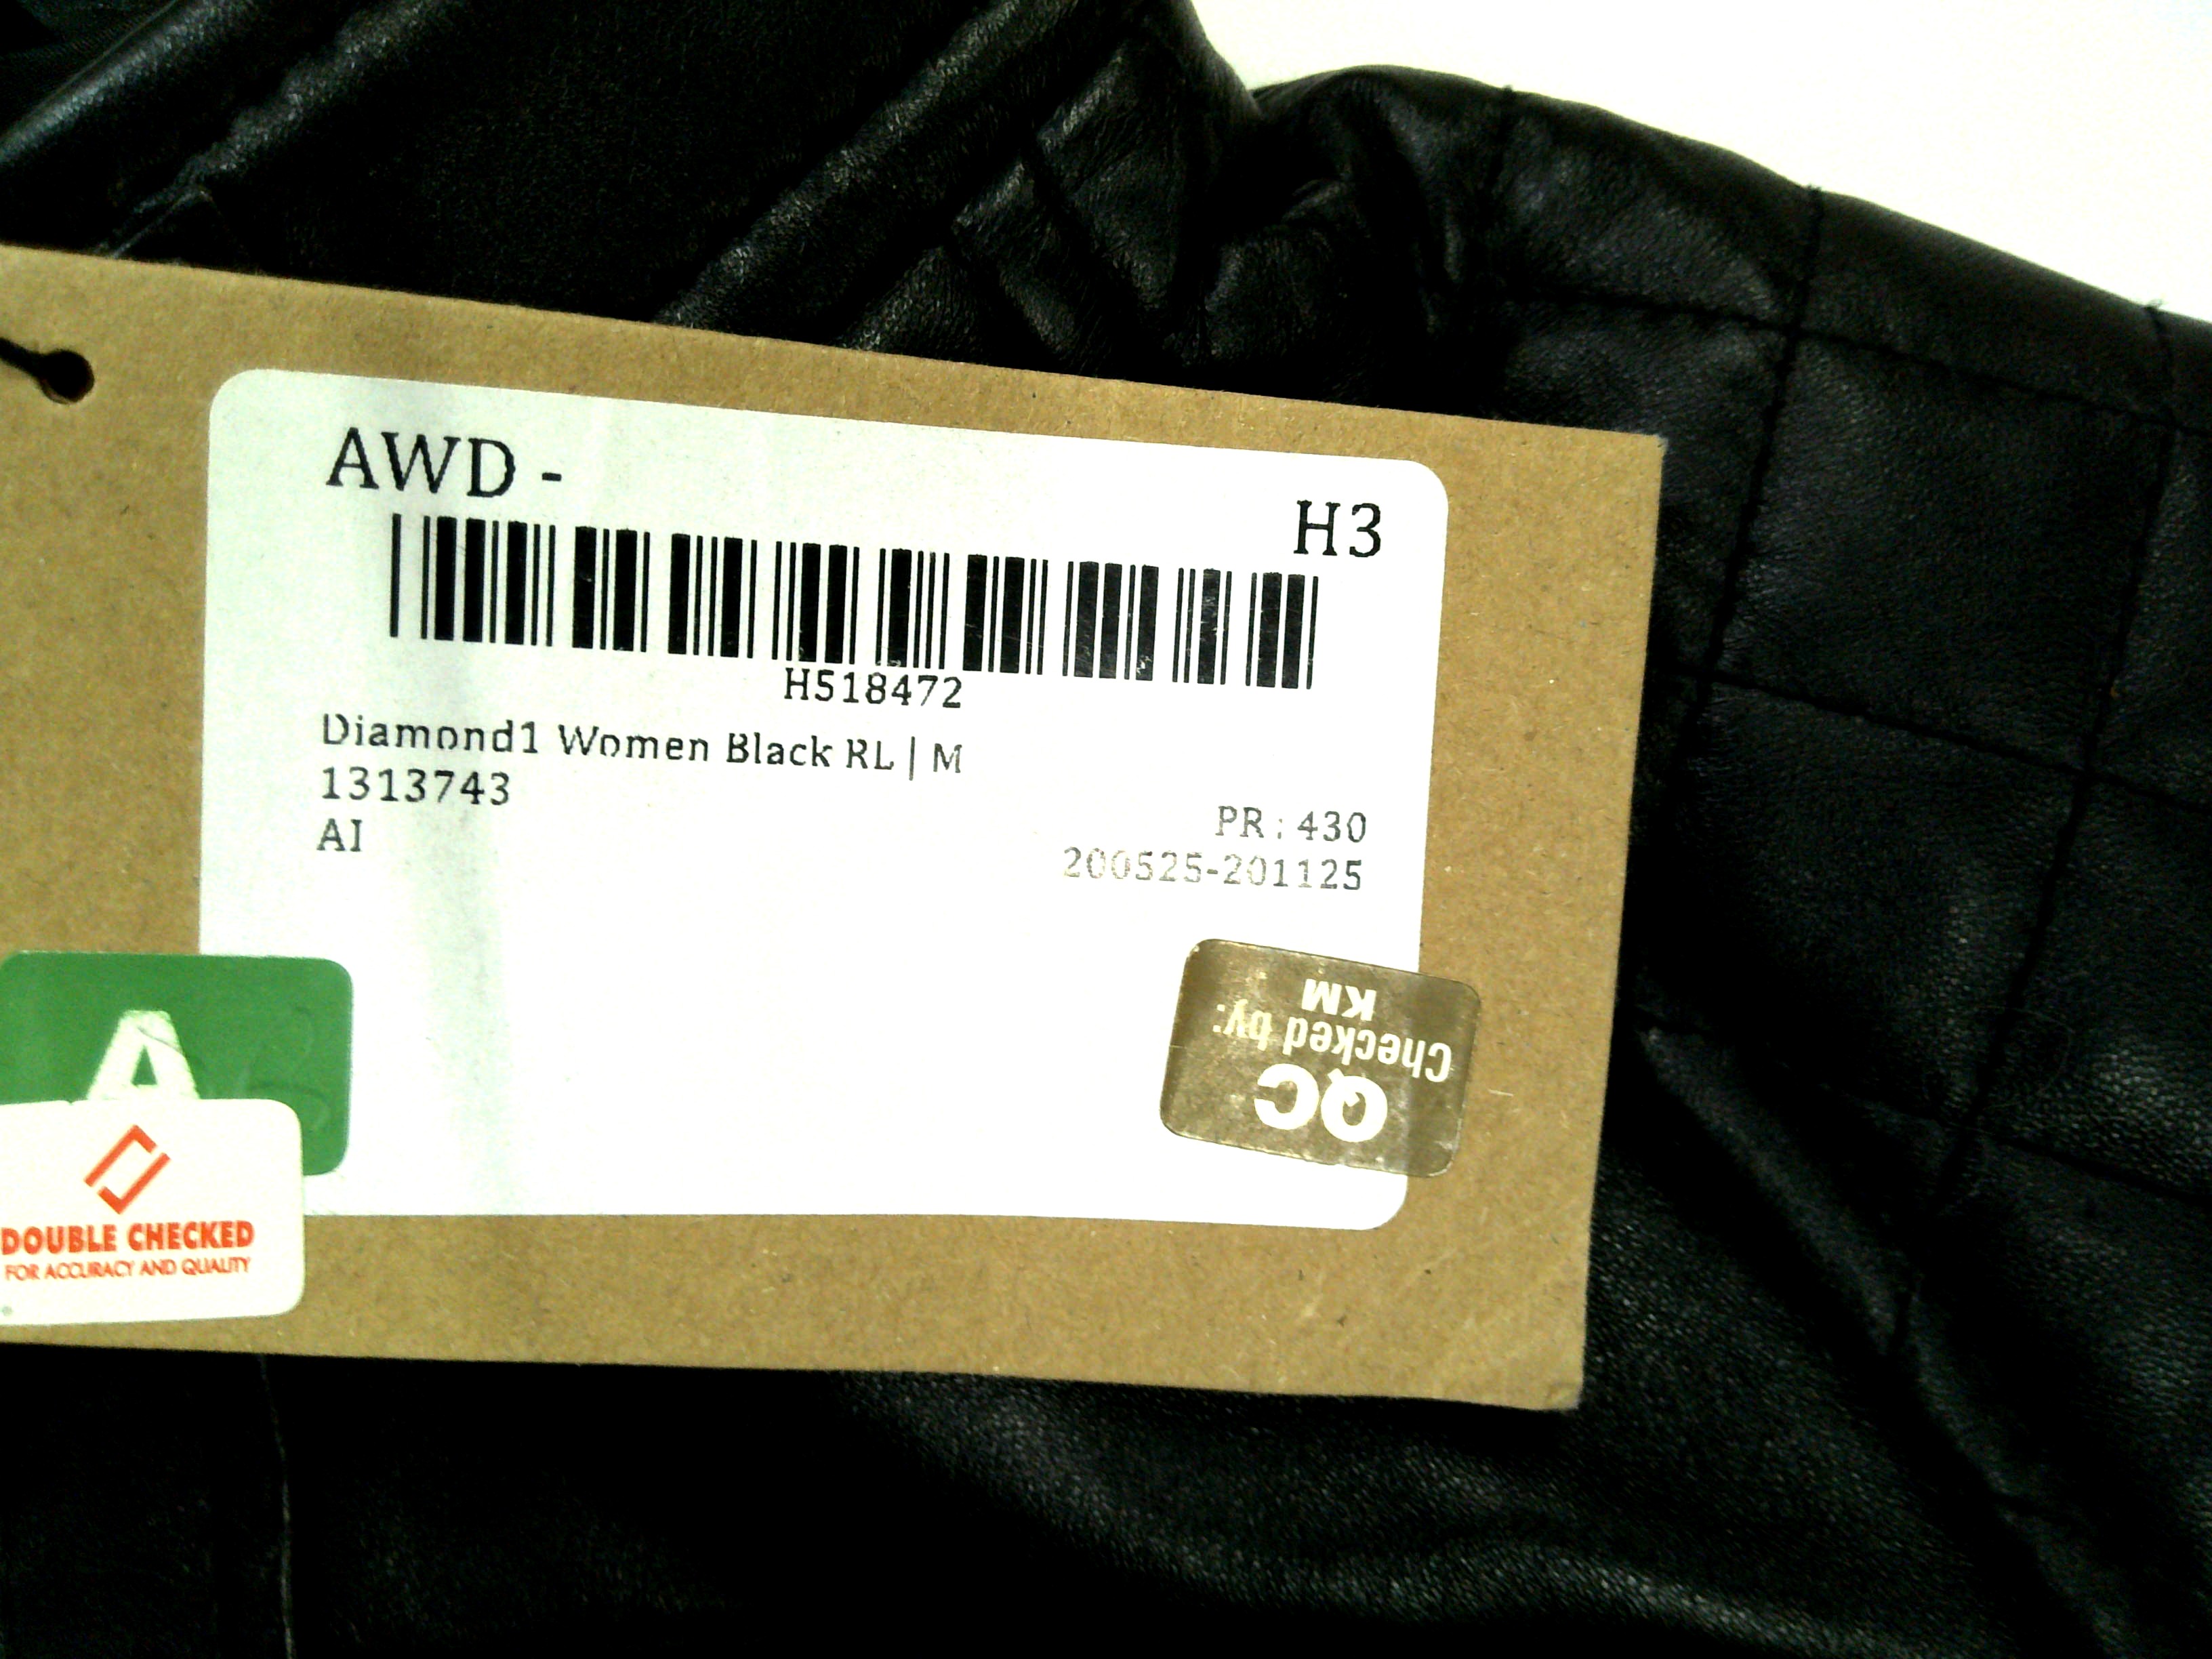 AWD -
H3
H518472
Diamond1 Women Black RL | M
1313743
AI
PR : 430
200525-201125
A
DOUBLE CHECKED
FOR ACCURACY AND QUALITY
QC
Checked by:
KM